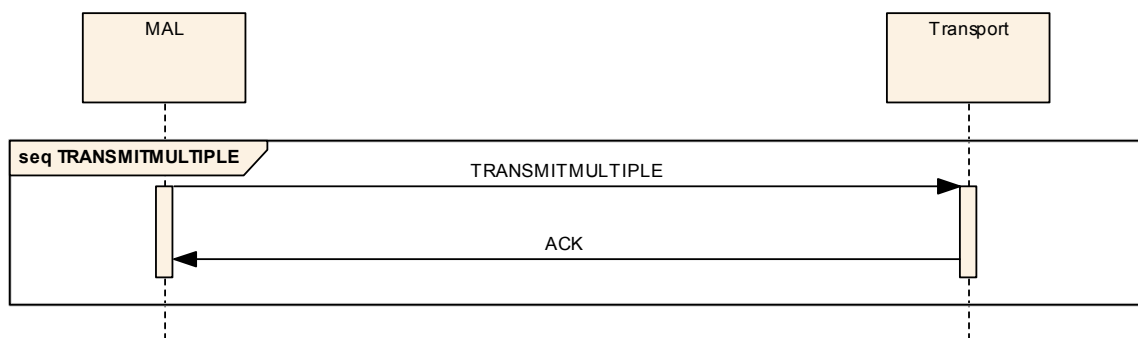 MAL
Transport
seq TRANSMITMULTIPLE
TRANSMITMULTIPLE
ACK